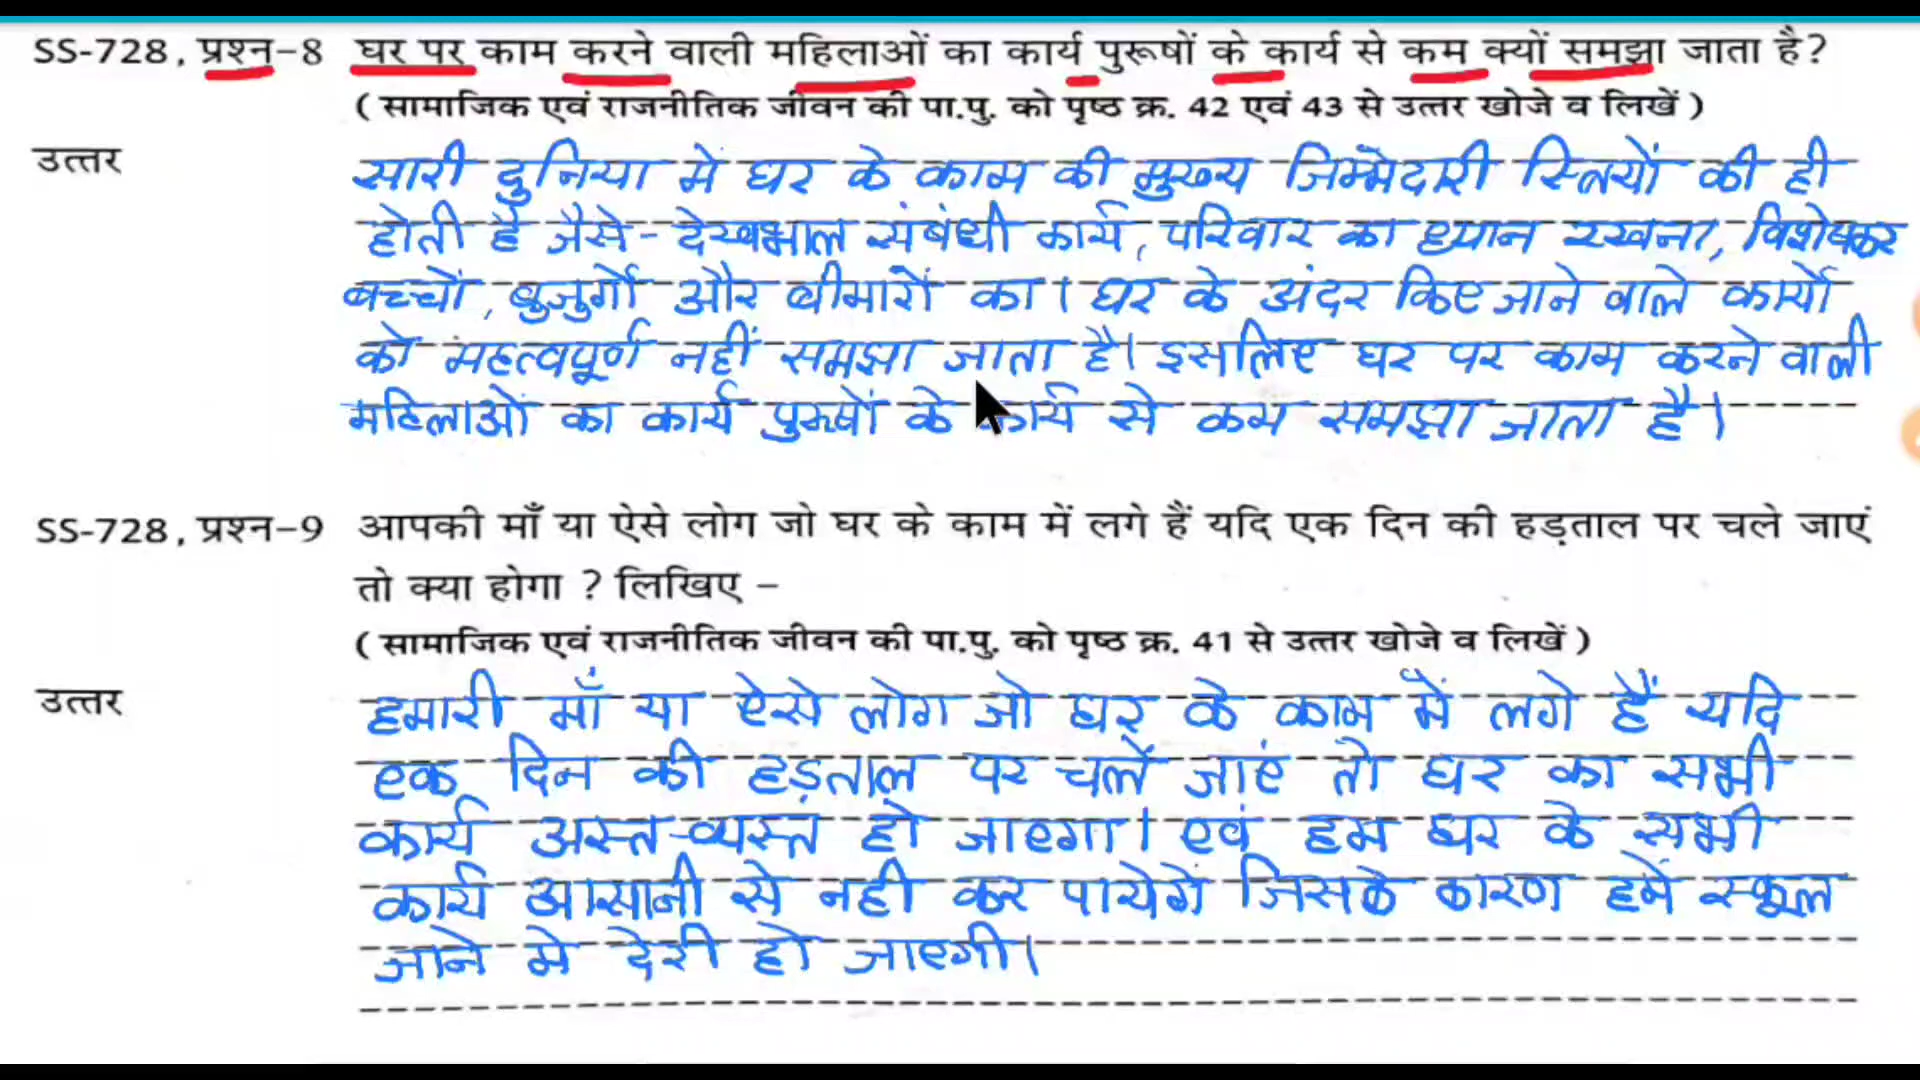 SS-728, प्रश्न-8 घर पर काम करने वाली महिलाओं का कार्य पुरूषों के कार्य से कम क्यों समझा जाता है?
( सामाजिक एवं राजनीतिक जीवन की पा.पु. को पृष्ठ क्र. 42 एवं 43 से उत्तर खोजे व लिखें )
उत्तर सारी दुनिया मे घर के काम की मुख्य जिम्मेदारी स्त्रियों की ही
होती है जैसे- देखभाल संबंधी कार्य, परिवार का ध्यान रखना, विशेषकर
बच्चों, बुजुर्गों और बीमारों का। घर के अंदर किए जाने वाले कार्यों
को महत्वपूर्ण नहीं समझा जाता है। इसलिए घर पर काम करने वाली
महिलाओं का कार्य पुरूषों के कार्य से कम समझा जाता है।
SS-728, प्रश्न-9 आपकी माँ या ऐसे लोग जो घर के काम में लगे हैं यदि एक दिन की हड़ताल पर चले जाएं
तो क्या होगा ? लिखिए –
( सामाजिक एवं राजनीतिक जीवन की पा.पु. को पृष्ठ क्र. 41 से उत्तर खोजे व लिखें )
उत्तर हमारी माँ या ऐसे लोग जो घर के काम में लगे हैं यदि
एक दिन की हड़ताल पर चलें जाएं तो घर का सभी
कार्य अस्त-व्यस्त हो जाएगा। एवं हम घर के सभी
कार्य आसानी से नही कर पायेगे जिसके कारण हमें स्कूल
जाने मे देरी हो जाएगी।